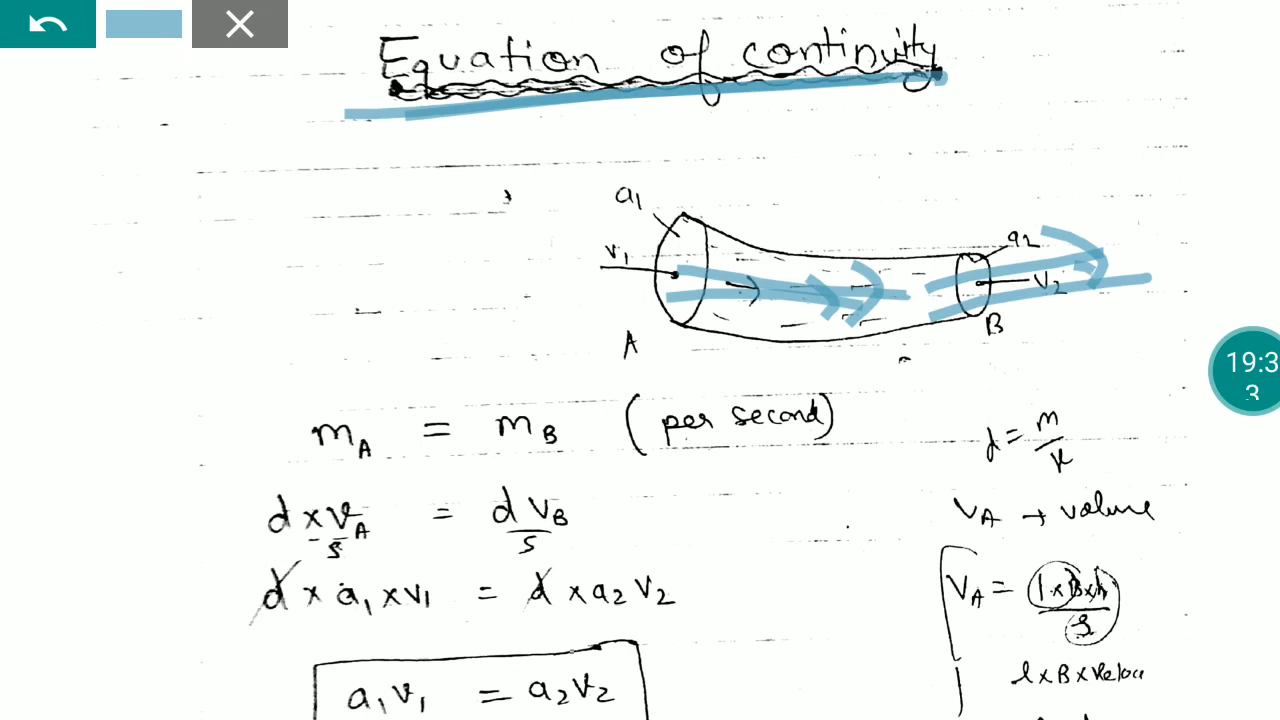 Equation of continuity
a1
v1
a2
v2
A
B
mA = mB (per second)
d = m/v
d × vA/s = d vB/s
VA → volume
d × a1 × v1 = d × a2 v2
VA = l×B×h/s
l×B×
a1 v1 = a2 v2
19:3
3